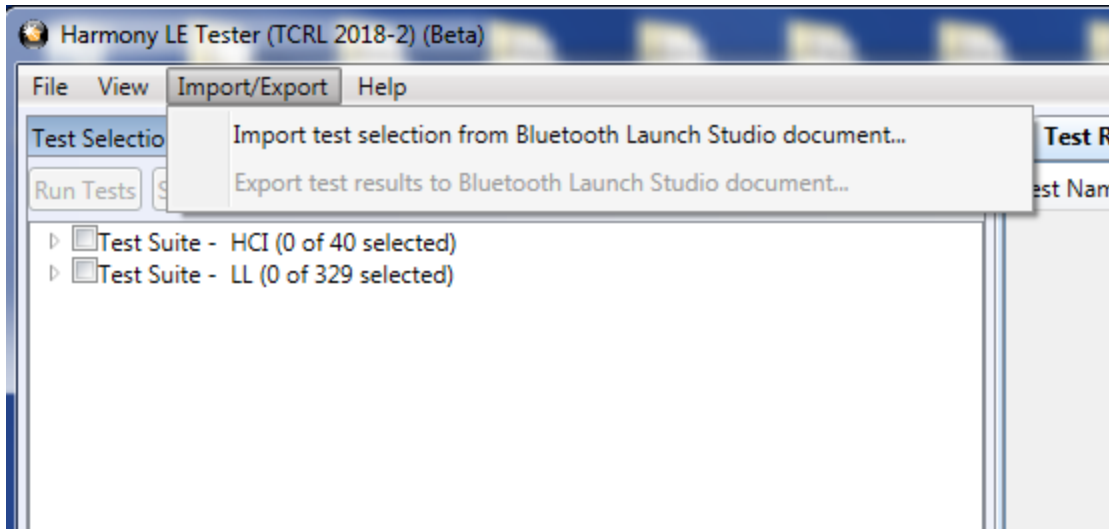 Harmony LE Tester (TCRL 2018-2) (Beta)
File View Import/Export Help
Test Selectio
Import test selection from Bluetooth Launch Studio document...
Test R
Run Tests S
Export test results to Bluetooth Launch Studio document...
est Nam
Test Suite - HCI (0 of 40 selected)
Test Suite - LL (0 of 329 selected)